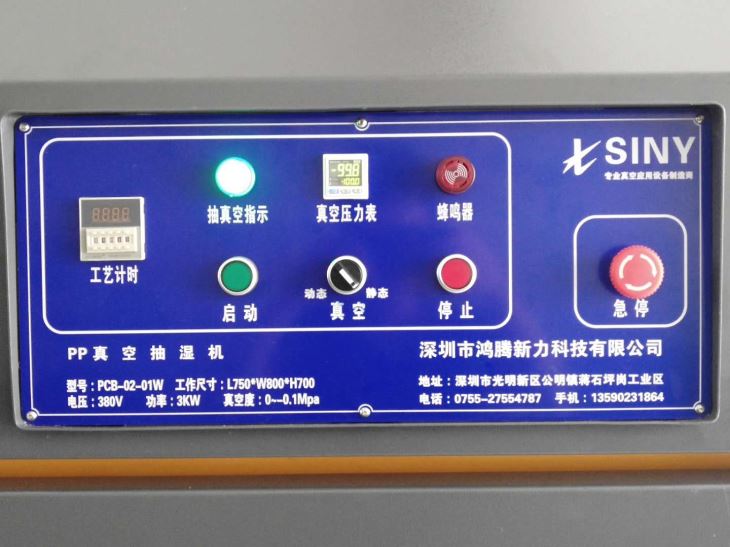 SINY
专业真空应用设备制造商
-99.8
抽真空指示
真空压力表
蜂鸣器
工艺计时
动态
静态
启动
真空
停止
急停
PP真空抽湿机
深圳市鸿腾新力科技有限公司
型号:PCB-02-01W 工作尺寸:L750*W800*H700
电压:380V 功率:3KW 真空度:0~-0.1Mpa
地址:深圳市光明新区公明镇蒋石坪岗工业区
电话:0755-27554787 手机:13590231864